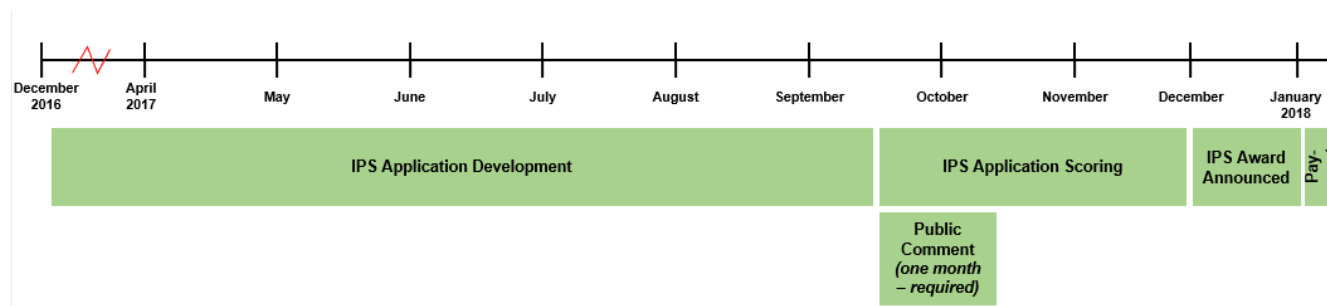 December 2016
April 2017
May
June
July
August
September
October
November
December
January 2018
IPS Application Development
IPS Application Scoring
IPS Award
Announced
Pay-
Public
Comment
(one month
– required)